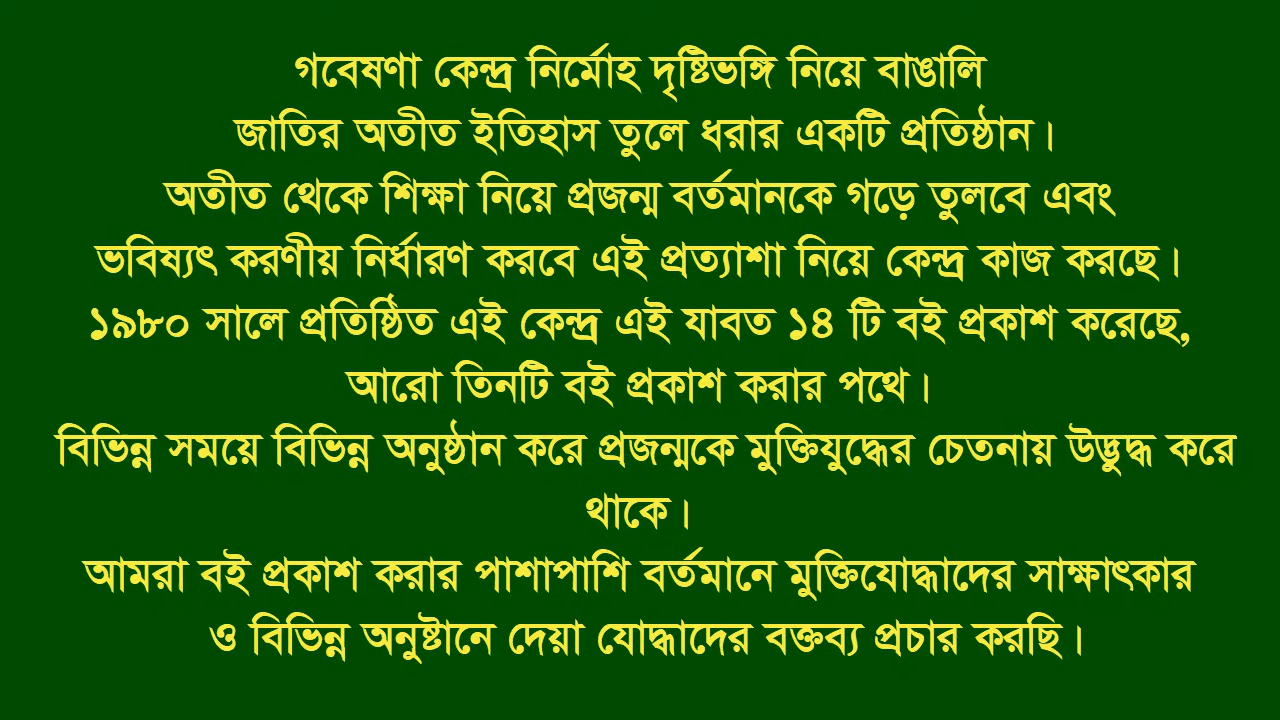 গবেষণা কেন্দ্র নির্মোহ দৃষ্টিভঙ্গি নিয়ে বাঙালি
জাতির অতীত ইতিহাস তুলে ধরার একটি প্রতিষ্ঠান।
অতীত থেকে শিক্ষা নিয়ে প্রজন্ম বর্তমানকে গড়ে তুলবে এবং
ভবিষ্যৎ করণীয় নির্ধারণ করবে এই প্রত্যাশা নিয়ে কেন্দ্র কাজ করছে।
১৯৮০ সালে প্রতিষ্ঠিত এই কেন্দ্র এই যাবত ১৪ টি বই প্রকাশ করেছে,
আরো তিনটি বই প্রকাশ করার পথে।
বিভিন্ন সময়ে বিভিন্ন অনুষ্ঠান করে প্রজন্মকে মুক্তিযুদ্ধের চেতনায় উদ্ভুদ্ধ করে
থাকে।
আমরা বই প্রকাশ করার পাশাপাশি বর্তমানে মুক্তিযোদ্ধাদের সাক্ষাৎকার
ও বিভিন্ন অনুষ্টানে দেয়া যোদ্ধাদের বক্তব্য প্রচার করছি।